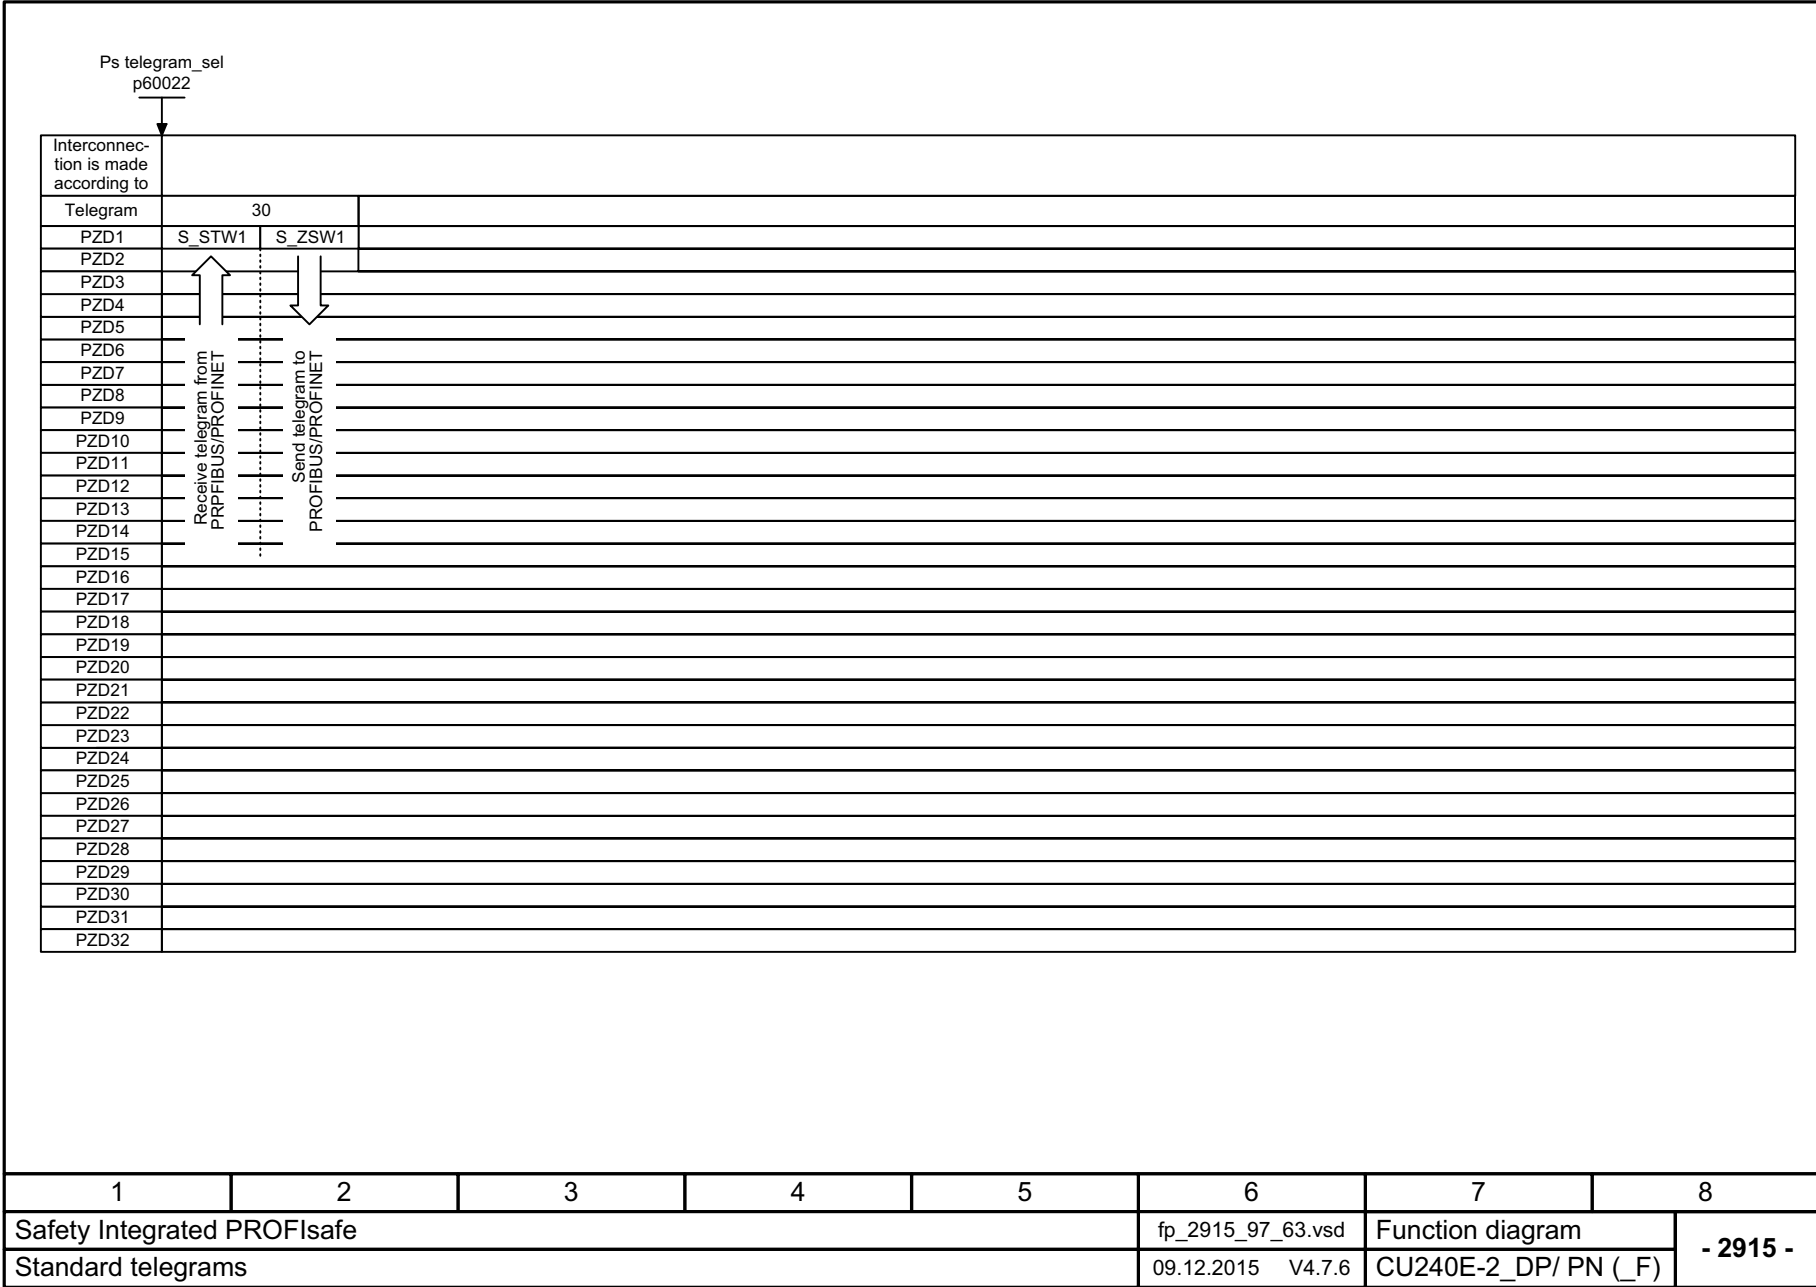 Ps telegram_sel
p60022
Interconnec-
tion is made
according to
Telegram 30
PZD1 S_STW1 S_ZSW1
PZD2
PZD3
PZD4
PZD5
PZD6
PZD7
PZD8
PZD9
PZD10
PZD11
PZD12
PZD13
PZD14
PZD15
PZD16
PZD17
PZD18
PZD19
PZD20
PZD21
PZD22
PZD23
PZD24
PZD25
PZD26
PZD27
PZD28
PZD29
PZD30
PZD31
PZD32
Receive telegram from
PRPFIBUS/PROFINET
Send telegram to
PROFIBUS/PROFINET
1 2 3 4 5 6 7 8
Safety Integrated PROFIsafe fp_2915_97_63.vsd Function diagram
- 2915 -
Standard telegrams 09.12.2015 V4.7.6 CU240E-2_DP/ PN (_F)